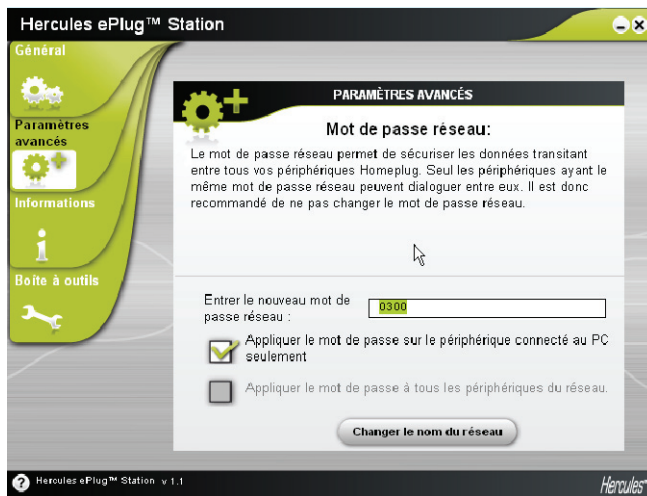 Hercules ePlug™ Station
Général
Paramètres
avancés
Informations
Boîte à outils
PARAMÈTRES AVANCÉS
Mot de passe réseau:
Le mot de passe réseau permet de sécuriser les données transitant
entre tous vos périphériques Homeplug. Seul les périphériques ayant le
même mot de passe réseau peuvent dialoguer entre eux. Il est donc
recommandé de ne pas changer le mot de passe réseau.
Entrer le nouveau mot de
passe réseau :
0300
Appliquer le mot de passe sur le périphérique connecté au PC
seulement
Appliquer le mot de passe à tous les périphériques du réseau.
Changer le nom du réseau
? Hercules ePlug™ Station v 1.1
Hercules